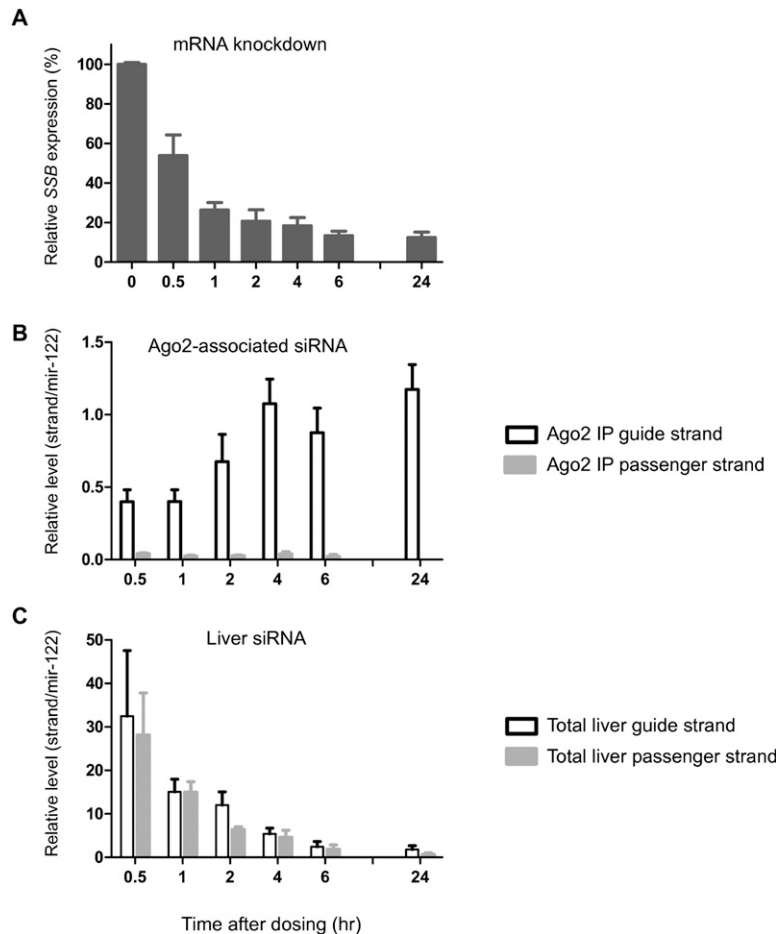 A
mRNA knockdown
Relative SSB expression (%)
100
80
60
40
20
0
0 0.5 1 2 4 6 24
B
Ago2-associated siRNA
Relative level (strand/mir-122)
1.5
1.0
0.5
0.0
0.5 1 2 4 6 24
Ago2 IP guide strand
Ago2 IP passenger strand
C
Liver siRNA
Relative level (strand/mir-122)
50
40
30
20
10
0
0.5 1 2 4 6 24
Total liver guide strand
Total liver passenger strand
Time after dosing (hr)